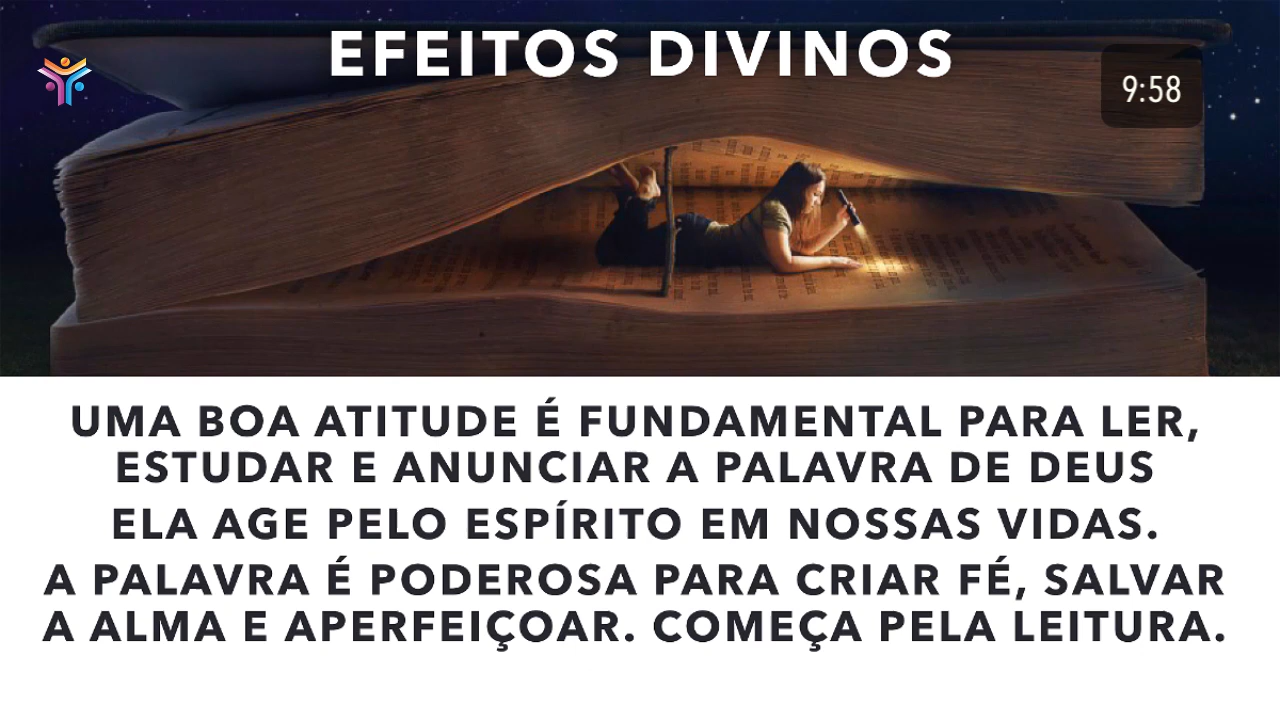 EFEITOS DIVINOS
9:58
UMA BOA ATITUDE É FUNDAMENTAL PARA LER,
ESTUDAR E ANUNCIAR A PALAVRA DE DEUS
ELA AGE PELO ESPÍRITO EM NOSSAS VIDAS.
A PALAVRA É PODEROSA PARA CRIAR FÉ, SALVAR
A ALMA E APERFEIÇOAR. COMEÇA PELA LEITURA.